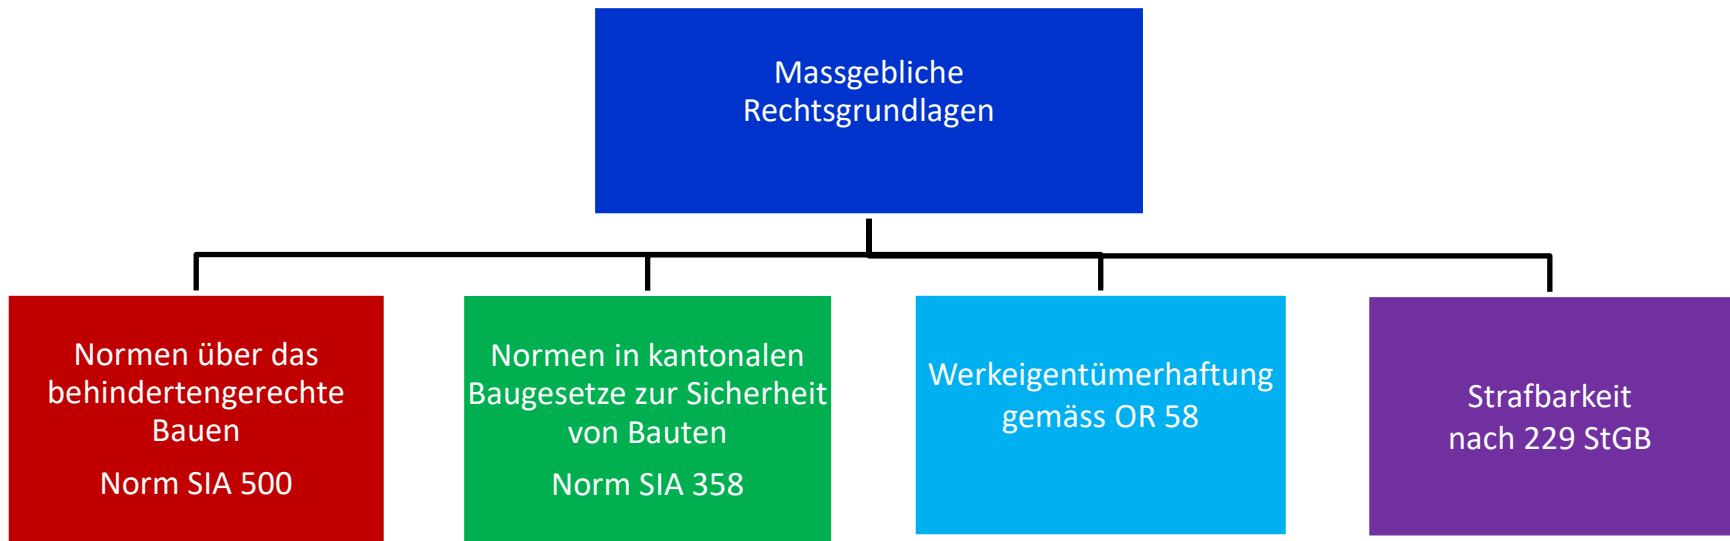 Massgebliche
Rechtsgrundlagen
Normen über das
behindertengerechte
Bauen
Norm SIA 500
Normen in kantonalen
Baugesetze zur Sicherheit
von Bauten
Norm SIA 358
Werkeigentümerhaftung
gemäss OR 58
Strafbarkeit
nach 229 StGB